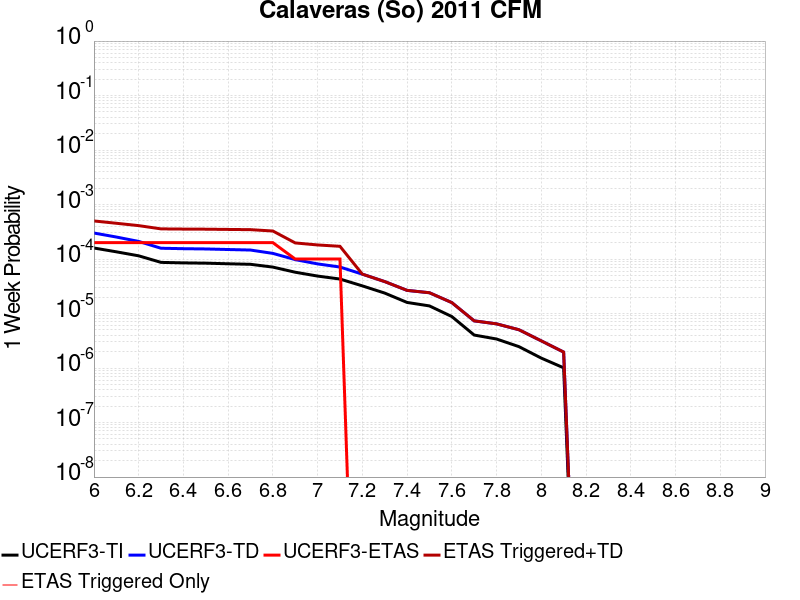 Calaveras (So) 2011 CFM
10 0
10 -1
10 -2
10 -3
10 -4
10 -5
10 -6
10 -7
10 -8
1 Week Probability
6 6.2 6.4 6.6 6.8 7 7.2 7.4 7.6 7.8 8 8.2 8.4 8.6 8.8 9
Magnitude
UCERF3-TI UCERF3-TD UCERF3-ETAS ETAS Triggered+TD
ETAS Triggered Only